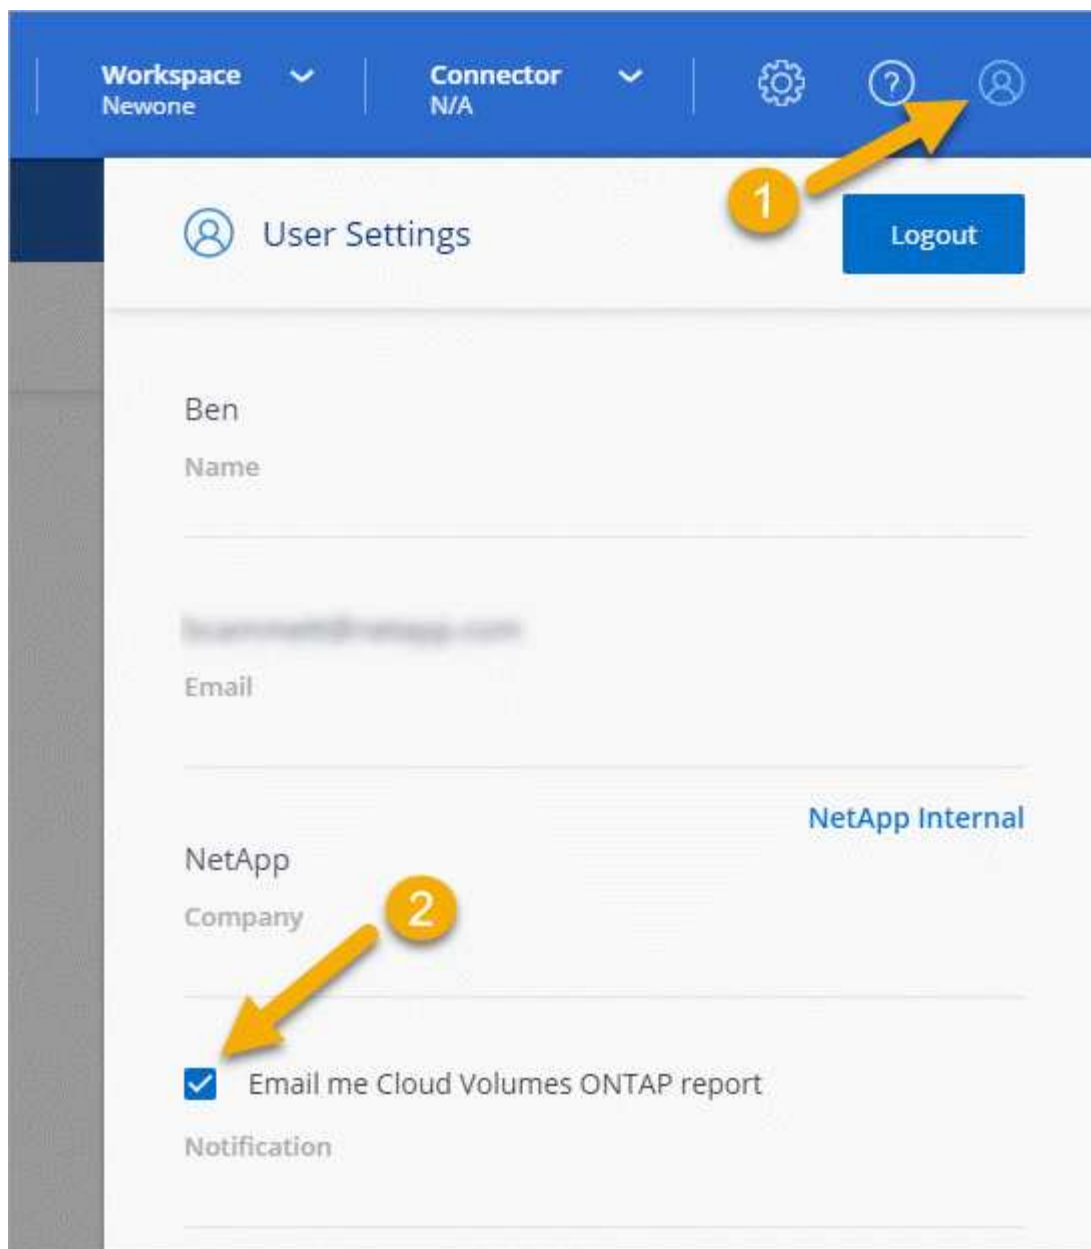 Workspace
Newone
Connector
N/A
1
User Settings
Logout
Ben
Name
Email
NetApp Internal
NetApp
Company
2
Email me Cloud Volumes ONTAP report
Notification